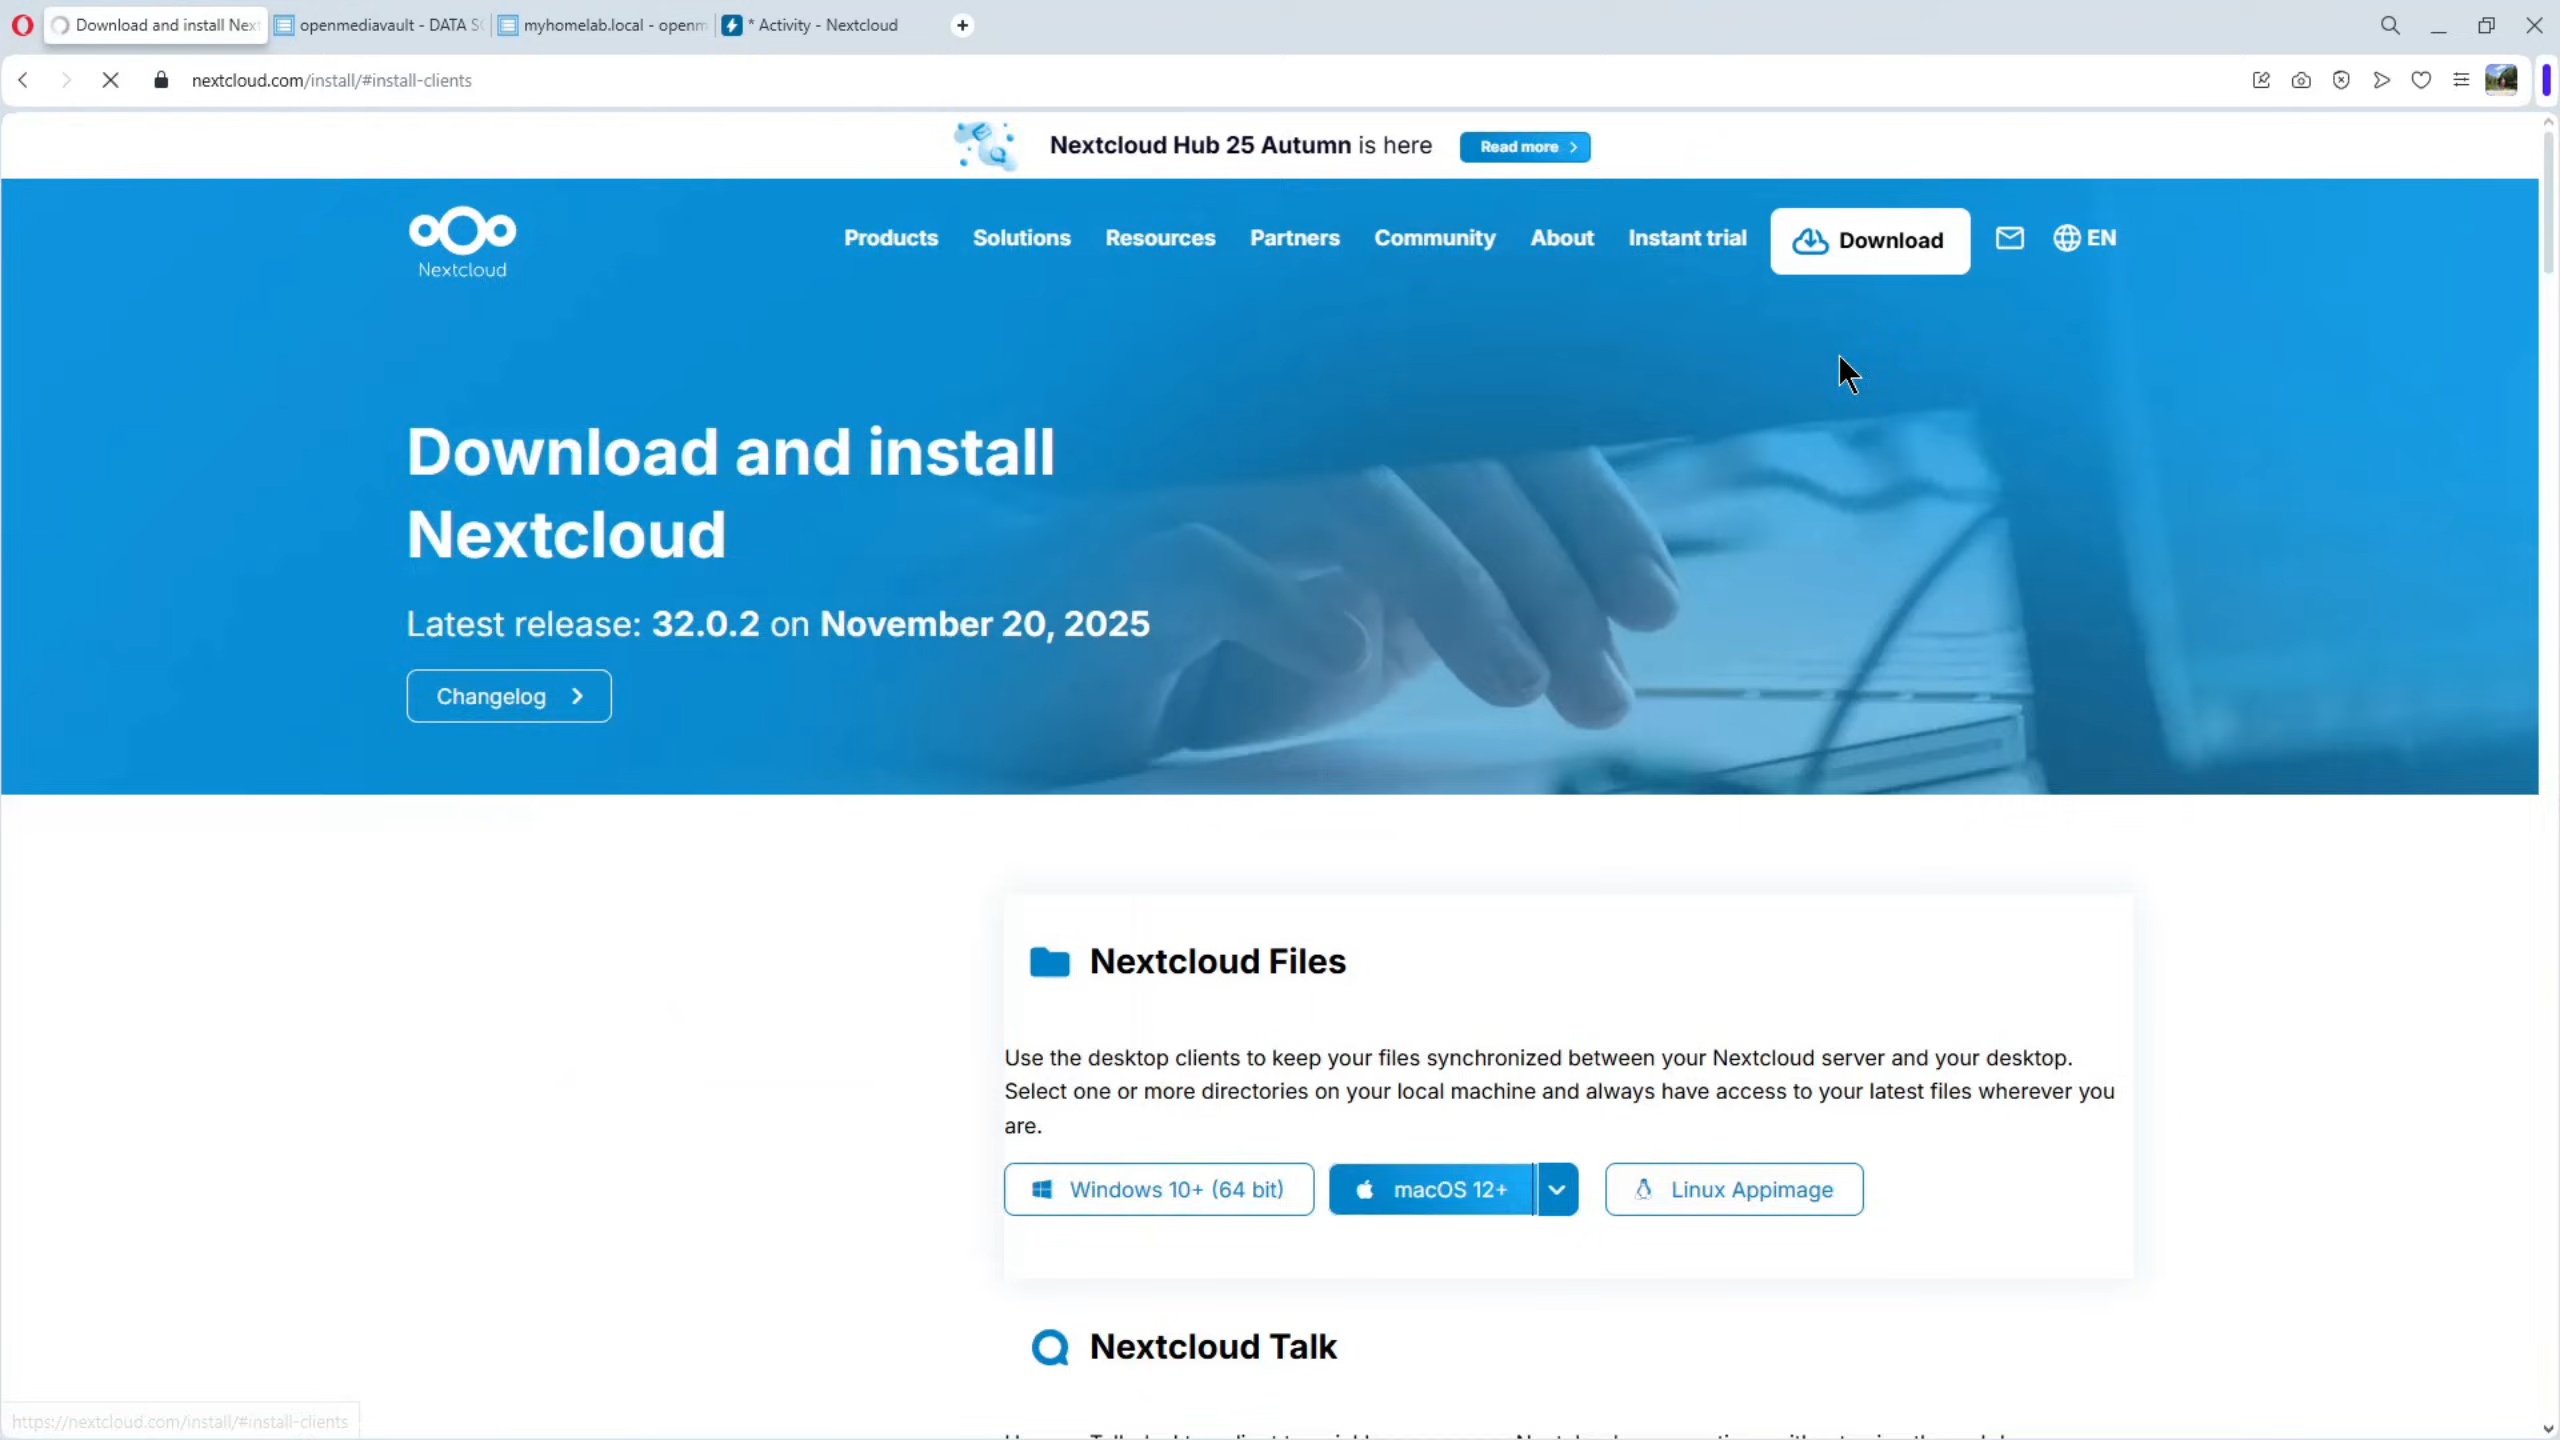 Download and install Next
openmediavault - DATA S
myhomelab.local - openm
* Activity - Nextcloud
nextcloud.com/install/#install-clients
Nextcloud Hub 25 Autumn is here
Read more
Nextcloud
Products
Solutions
Resources
Partners
Community
About
Instant trial
Download
EN
Download and install
Nextcloud
Latest release: 32.0.2 on November 20, 2025
Changelog
Nextcloud Files
Use the desktop clients to keep your files synchronized between your Nextcloud server and your desktop.
Select one or more directories on your local machine and always have access to your latest files wherever you
are.
Windows 10+ (64 bit)
macOS 12+
Linux Appimage
Nextcloud Talk
https://nextcloud.com/install/#install-clients